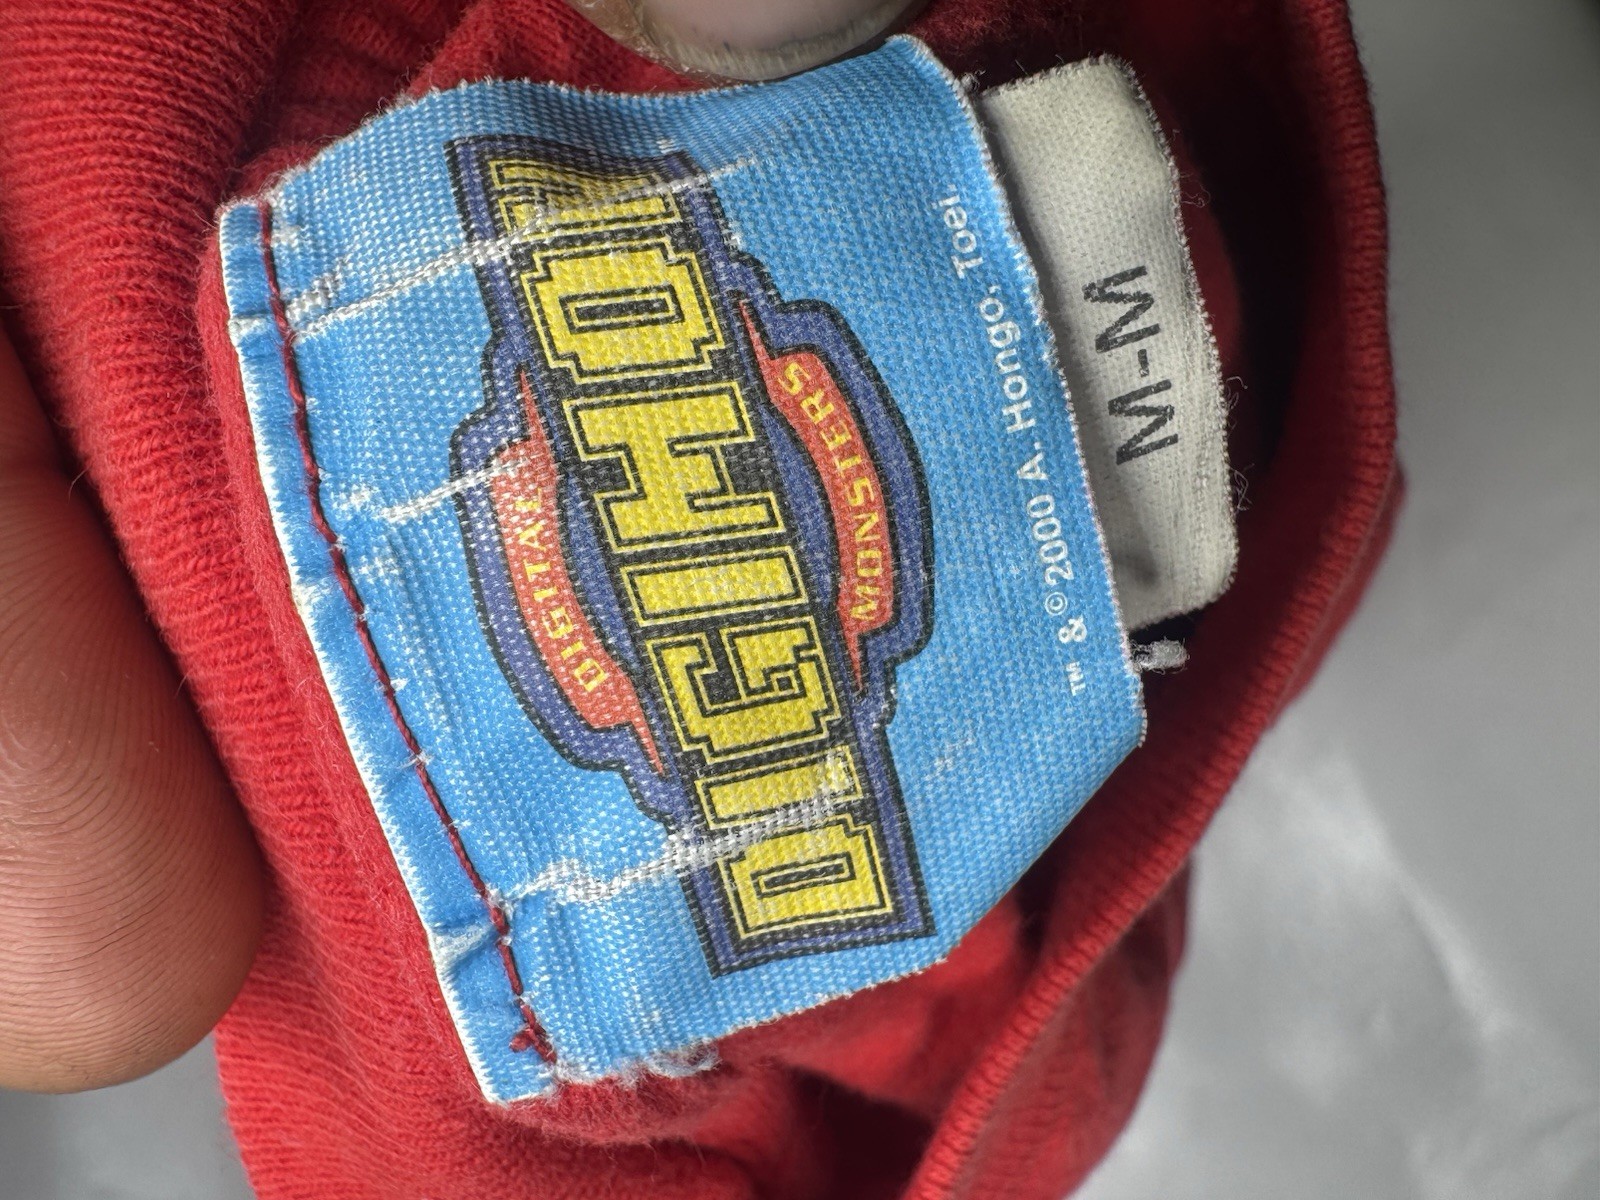 DIGITAL
DIGIMON
MONSTERS
™ & © 2000 A. Hongo, Toei.
M-M